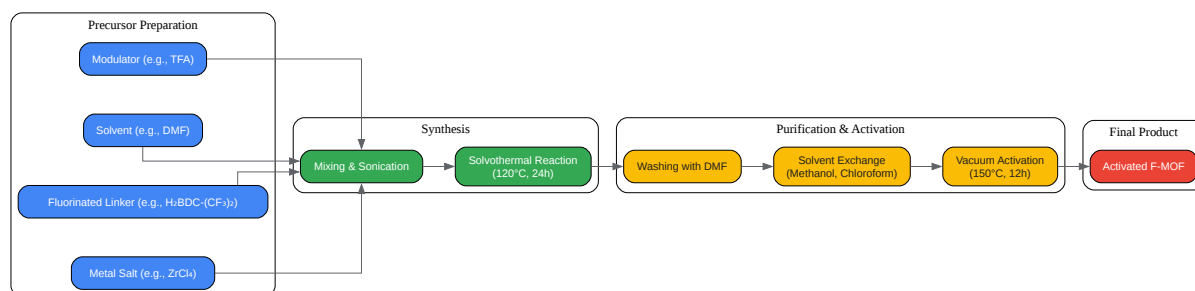 Precursor Preparation
Modulator (e.g., TFA)
Solvent (e.g., DMF)
Fluorinated Linker (e.g., H₂BDC-(CF₃)₂)
Metal Salt (e.g., ZrCl₄)
Synthesis
Mixing & Sonication
Solvothermal Reaction
(120°C, 24h)
Purification & Activation
Washing with DMF
Solvent Exchange
(Methanol, Chloroform)
Vacuum Activation
(150°C, 12h)
Final Product
Activated F-MOF